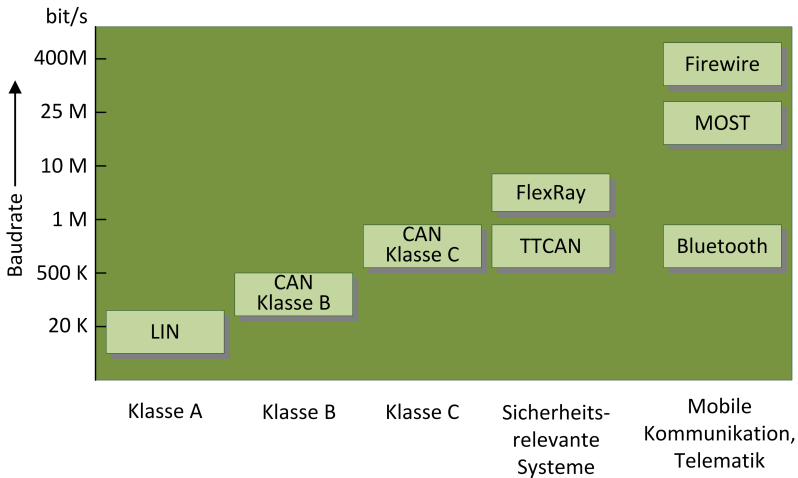 bit/s
400M
25 M
10 M
1 M
500 K
20 K
Baudrate
Firewire
MOST
FlexRay
CAN
Klasse C
TTCAN
Bluetooth
CAN
Klasse B
LIN
Klasse A
Klasse B
Klasse C
Sicherheits-
relevante
Systeme
Mobile
Kommunikation,
Telematik